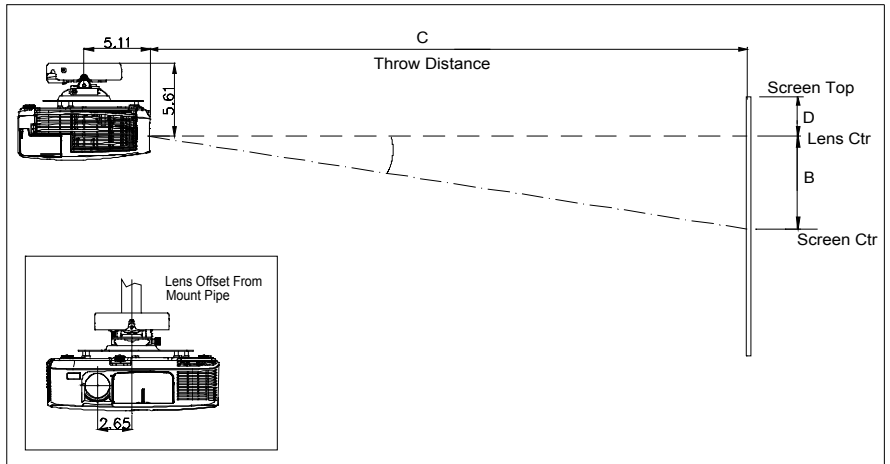 5.11
C
Throw Distance
5.61
Screen Top
D
Lens Ctr
B
Screen Ctr
Lens Offset From
Mount Pipe
2.65